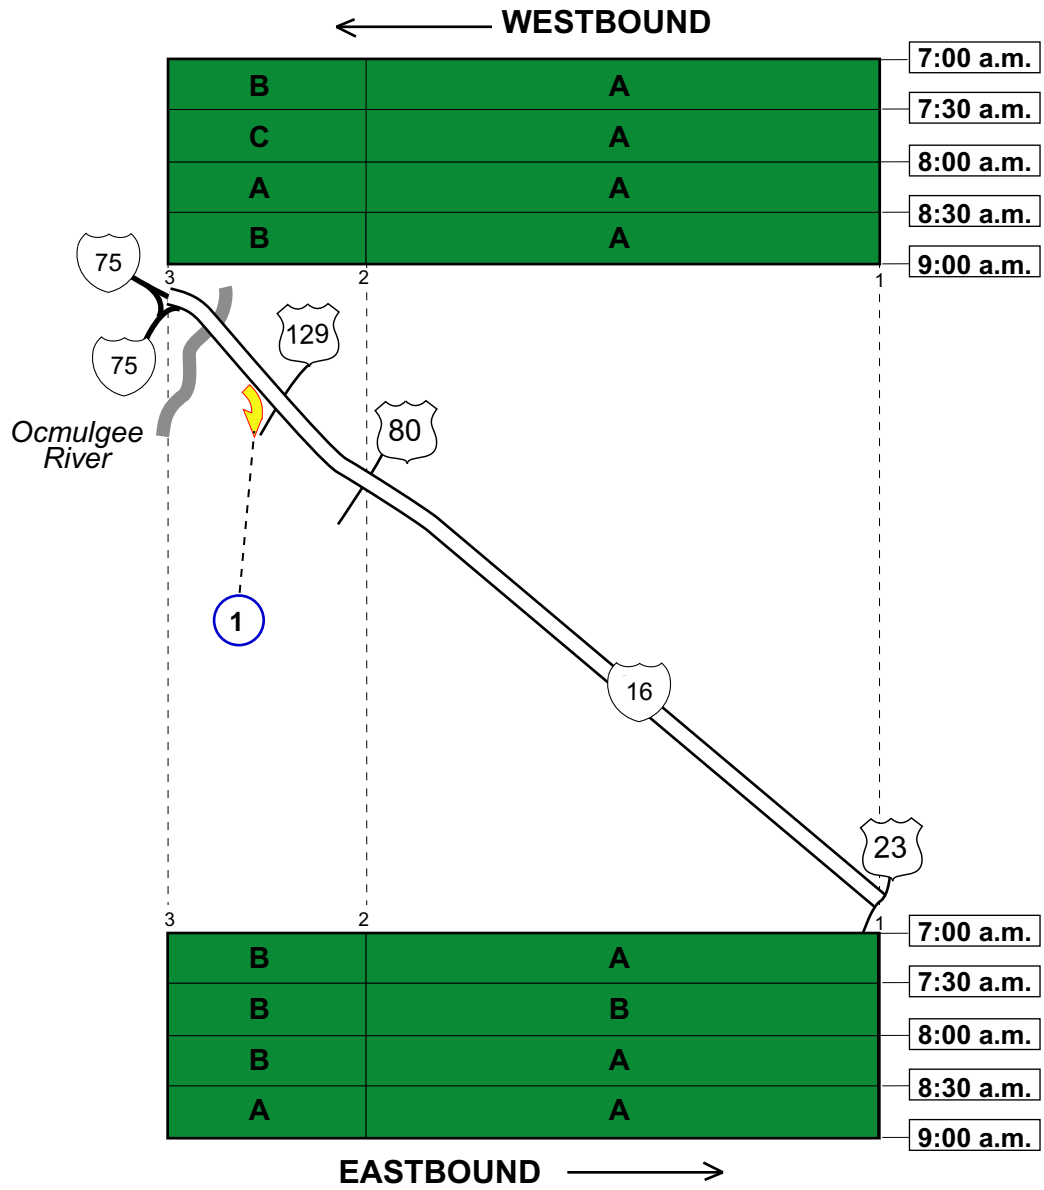 WESTBOUND
7:00 a.m.
B A
7:30 a.m.
C A
8:00 a.m.
A A
8:30 a.m.
B A
9:00 a.m.
3 2 1
75
129
75
80
Ocmulgee
River
1
16
23
3 2 1
7:00 a.m.
B A
7:30 a.m.
B B
8:00 a.m.
B A
8:30 a.m.
A A
9:00 a.m.
EASTBOUND